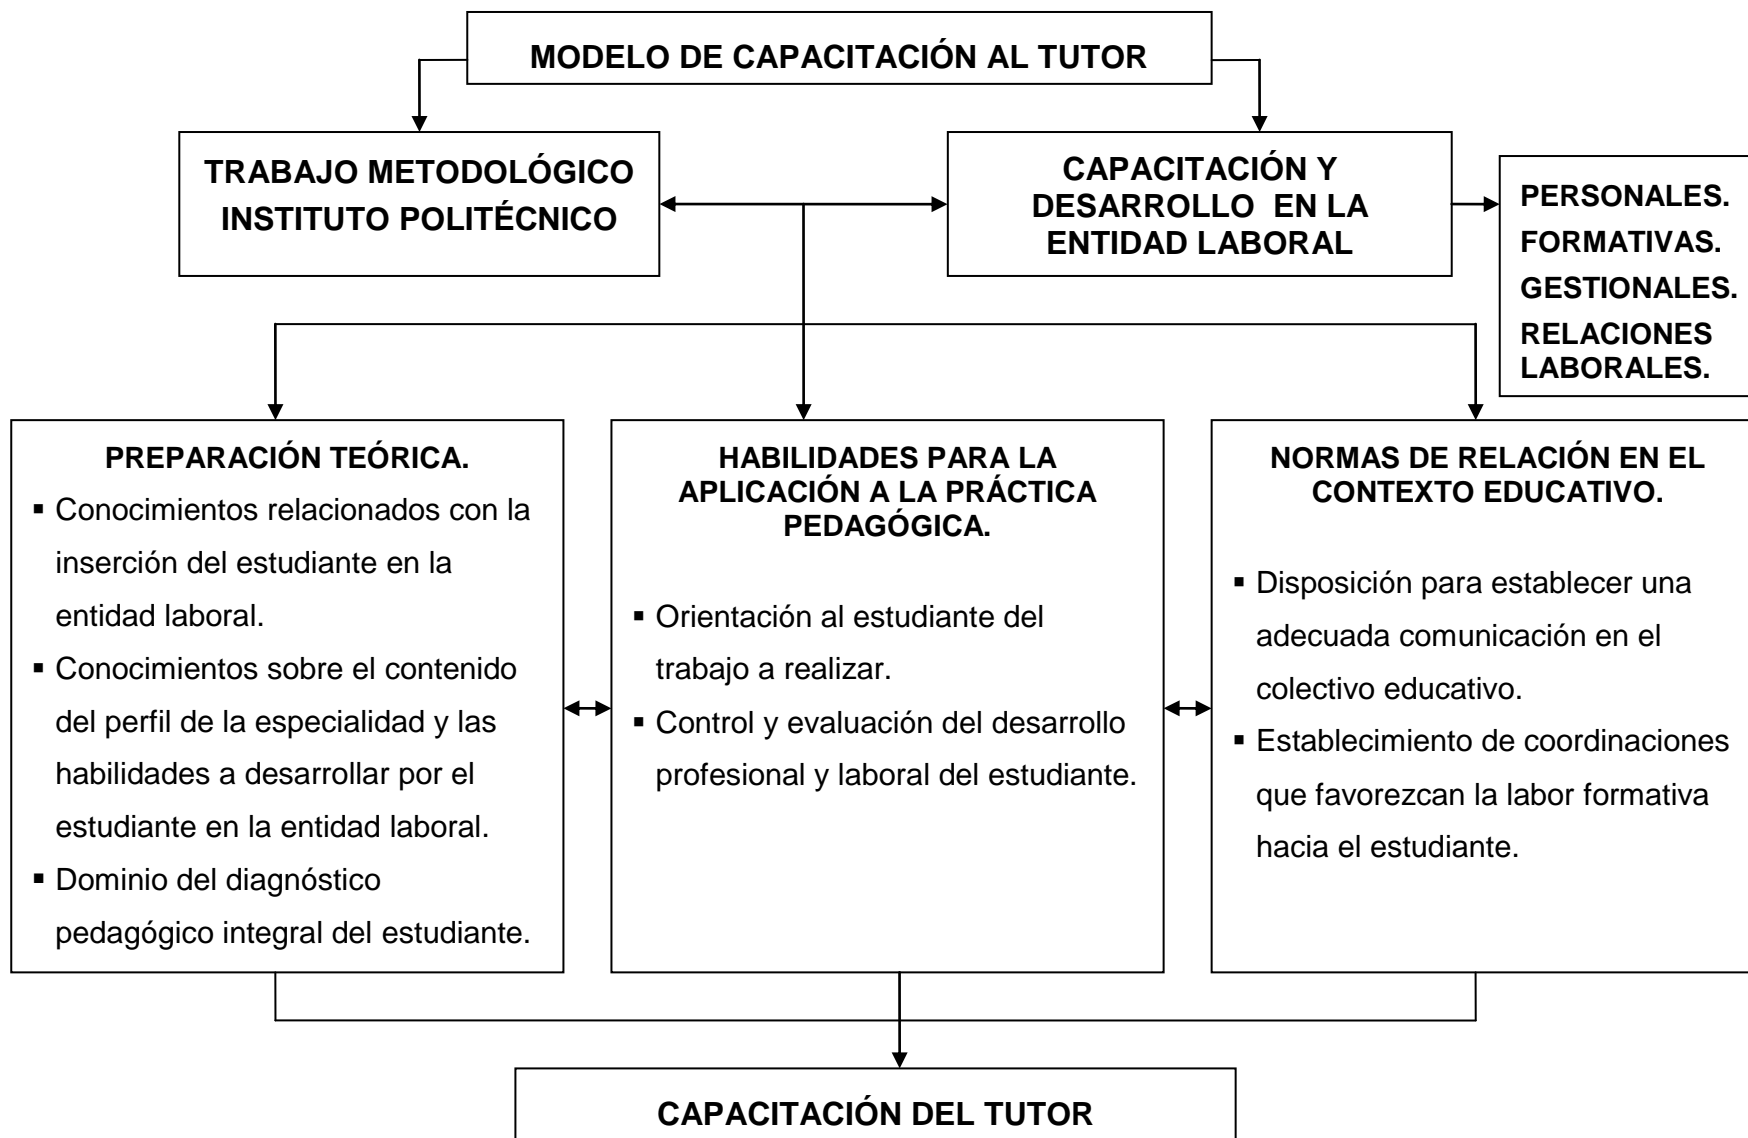 MODELO DE CAPACITACIÓN AL TUTOR
TRABAJO METODOLÓGICO
INSTITUTO POLITÉCNICO
CAPACITACIÓN Y
DESARROLLO EN LA
ENTIDAD LABORAL
PERSONALES.
FORMATIVAS.
GESTIONALES.
RELACIONES
LABORALES.
PREPARACIÓN TEÓRICA.
▪ Conocimientos relacionados con la
inserción del estudiante en la
entidad laboral.
▪ Conocimientos sobre el contenido
del perfil de la especialidad y las
habilidades a desarrollar por el
estudiante en la entidad laboral.
▪ Dominio del diagnóstico
pedagógico integral del estudiante.
HABILIDADES PARA LA
APLICACIÓN A LA PRÁCTICA
PEDAGÓGICA.
▪ Orientación al estudiante del
trabajo a realizar.
▪ Control y evaluación del desarrollo
profesional y laboral del estudiante.
NORMAS DE RELACIÓN EN EL
CONTEXTO EDUCATIVO.
▪ Disposición para establecer una
adecuada comunicación en el
colectivo educativo.
▪ Establecimiento de coordinaciones
que favorezcan la labor formativa
hacia el estudiante.
CAPACITACIÓN DEL TUTOR